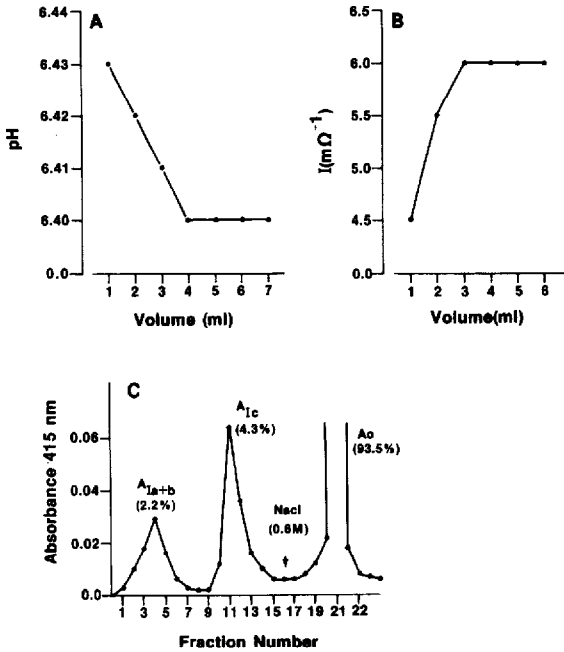 A
6.44
6.43
6.42
6.41
6.40
0.0
pH
1 2 3 4 5 6 7
Volume (ml)
B
6.5
6.0
5.5
5.0
4.5
0.0
I(mΩ⁻¹)
1 2 3 4 5 6
Volume(ml)
C
Absorbance 415 nm
0.06
0.04
0.02
0.0
A Ia+b
(2.2%)
A Ic
(4.3%)
Nacl
(0.6M)
Ao
(93.5%)
1 3 5 7 9 11 13 15 17 19 21 22
Fraction Number